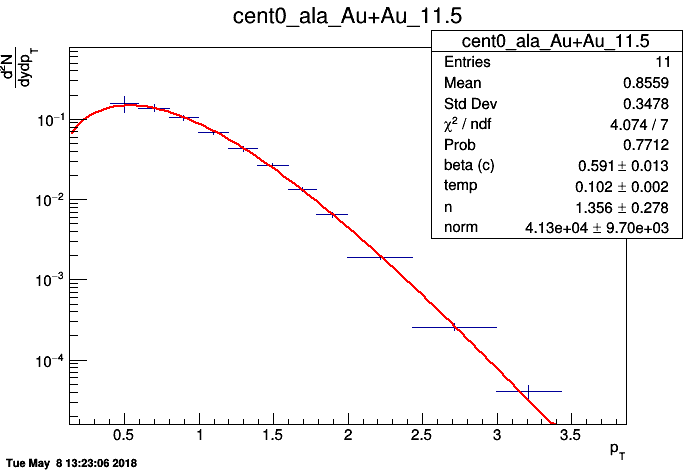 cent0_ala_Au+Au_11.5
d²N
dydp_T
cent0_ala_Au+Au_11.5
Entries 11
Mean 0.8559
Std Dev 0.3478
χ² / ndf 4.074 / 7
Prob 0.7712
beta (c) 0.591 ± 0.013
temp 0.102 ± 0.002
n 1.356 ± 0.278
norm 4.13e+04 ± 9.70e+03
10⁻¹
10⁻²
10⁻³
10⁻⁴
0.5 1 1.5 2 2.5 3 3.5
p_T
Tue May 8 13:23:06 2018